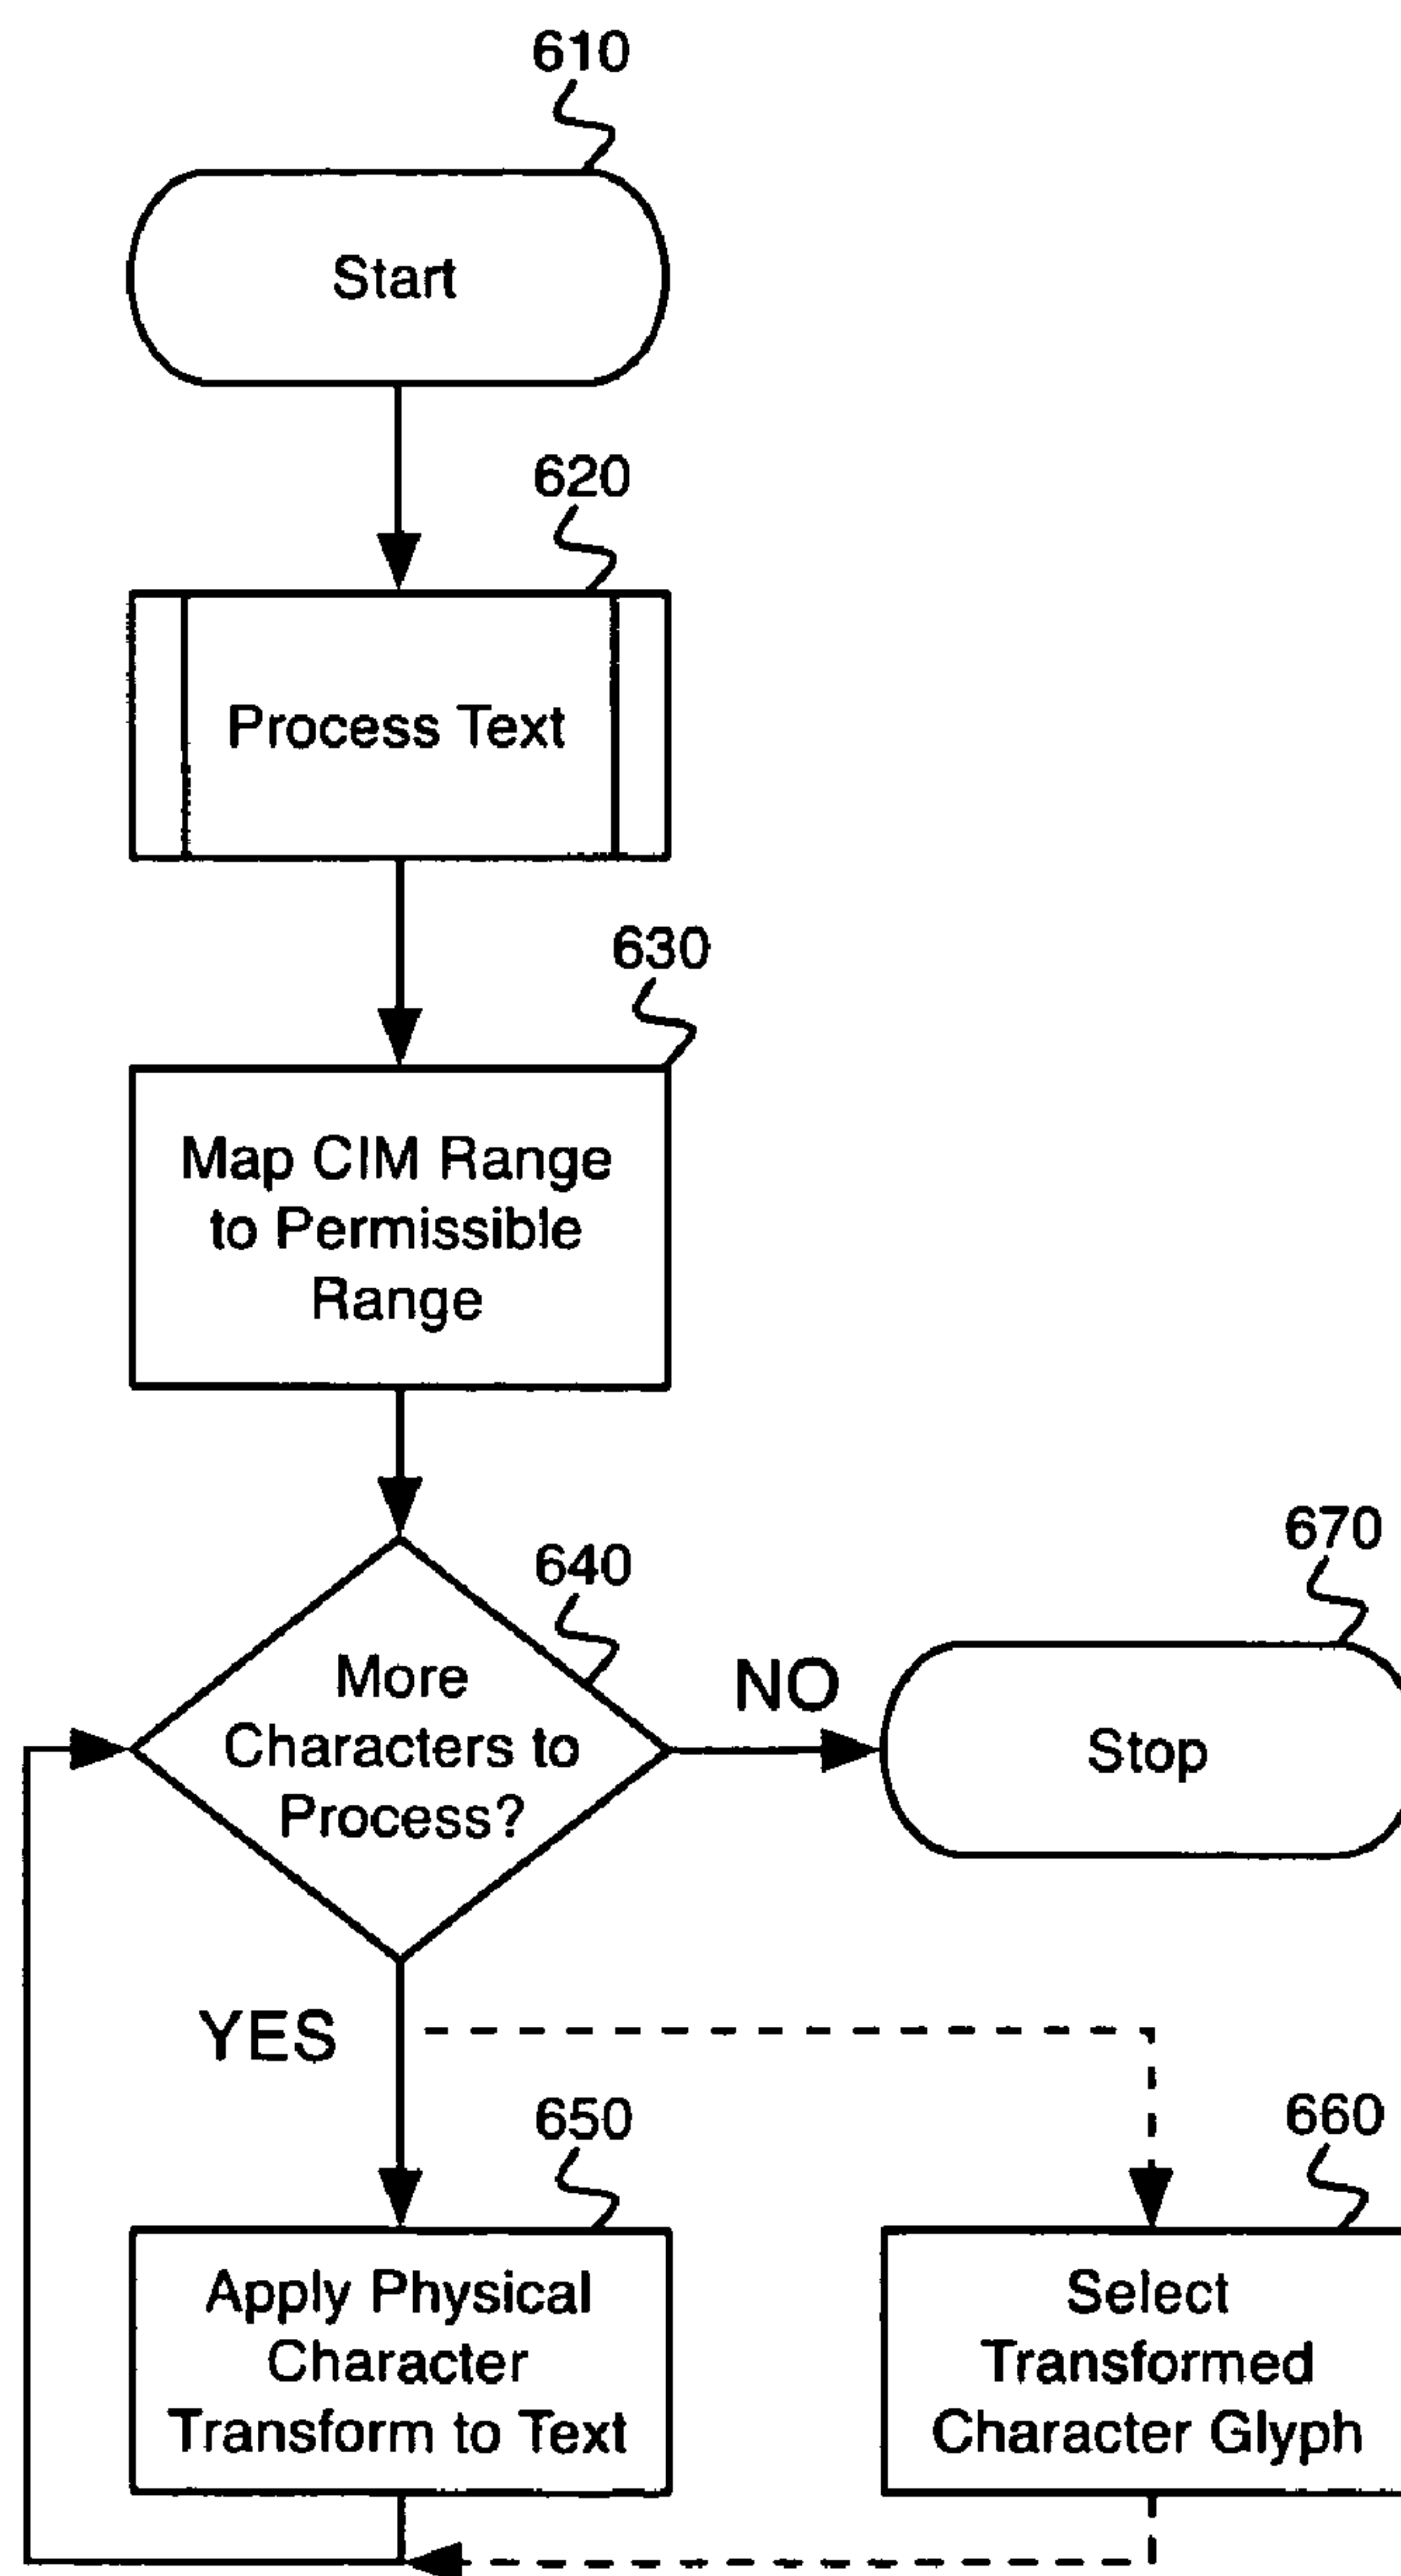 610
Start
620
Process Text
630
Map CIM Range
to Permissible
Range
640
More
Characters to
Process?
NO
670
Stop
YES
650
Apply Physical
Character
Transform to Text
660
Select
Transformed
Character Glyph